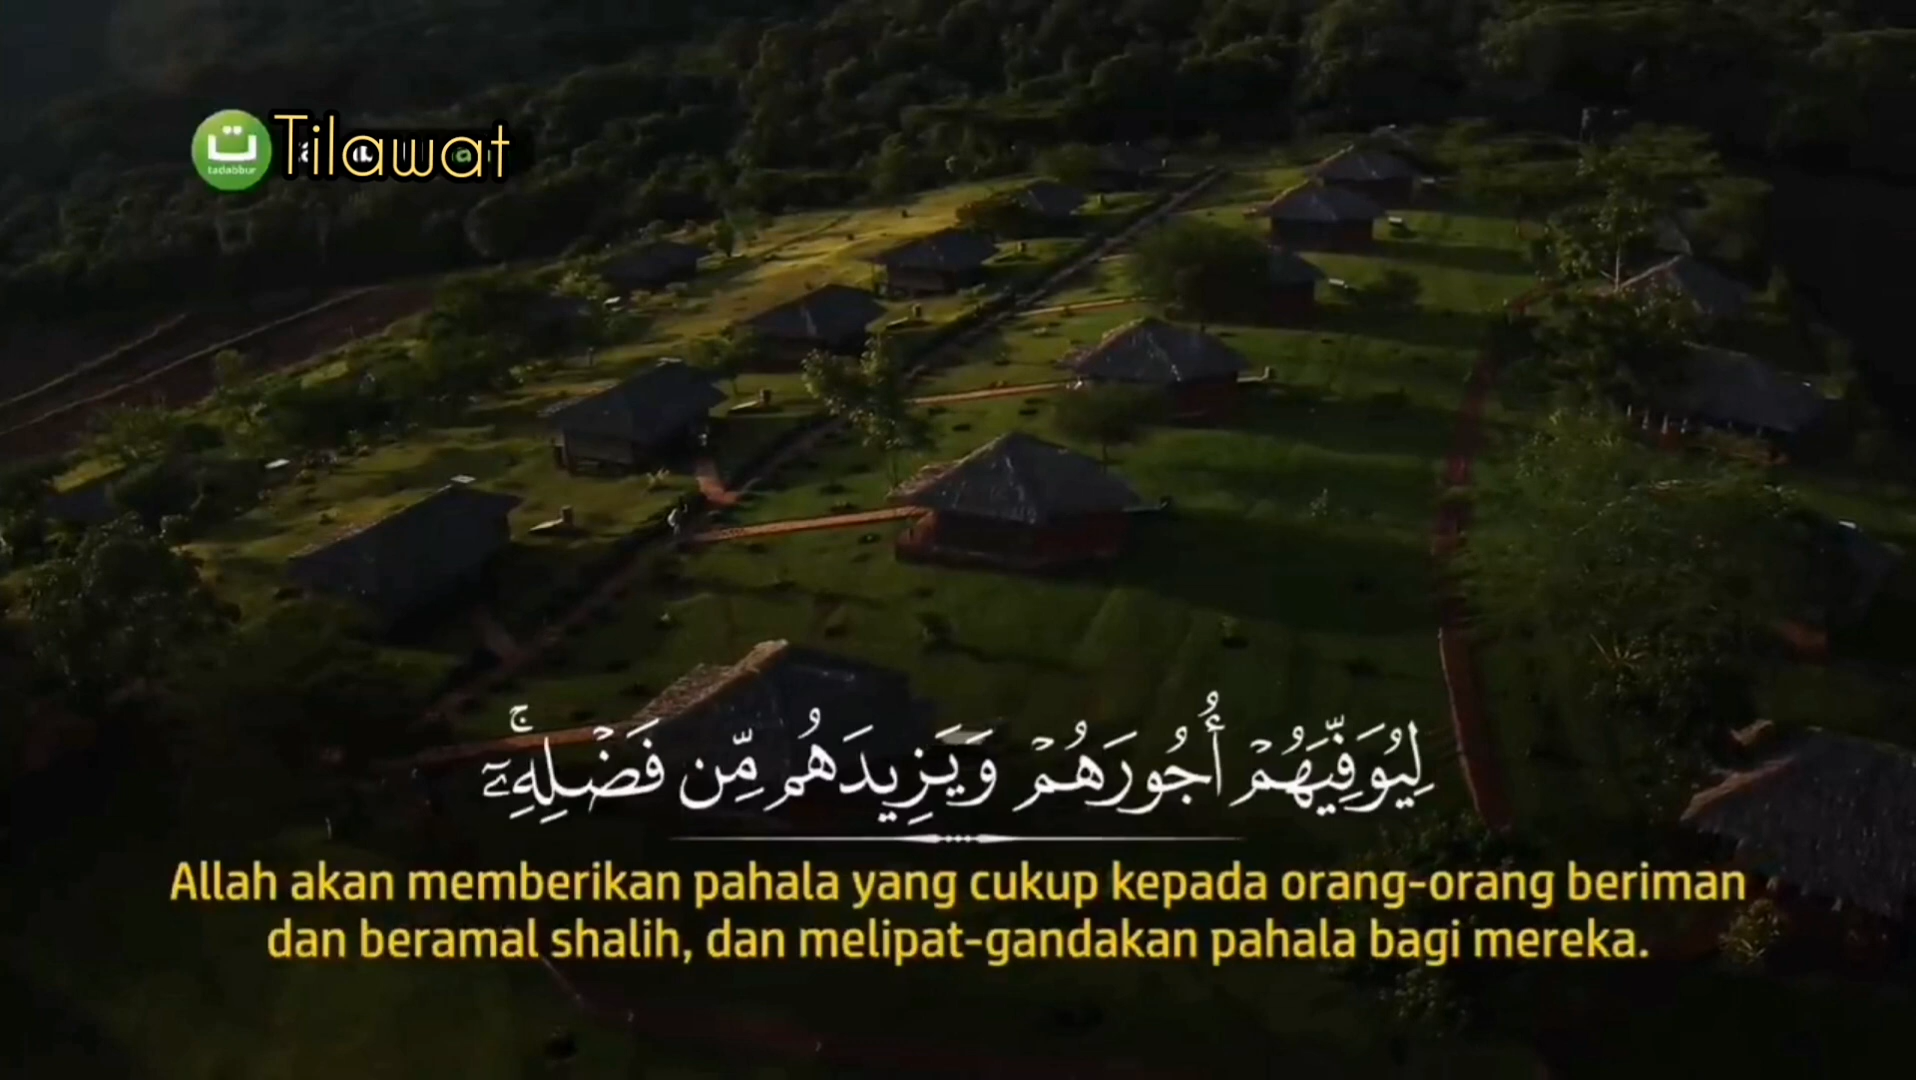 ت
tadabbur
Tilawat
لِيُوَفِّيَهُمْ أُجُورَهُمْ وَيَزِيدَهُم مِّن فَضْلِهِۦٓ ۚ
Allah akan memberikan pahala yang cukup kepada orang-orang beriman
dan beramal shalih, dan melipat-gandakan pahala bagi mereka.